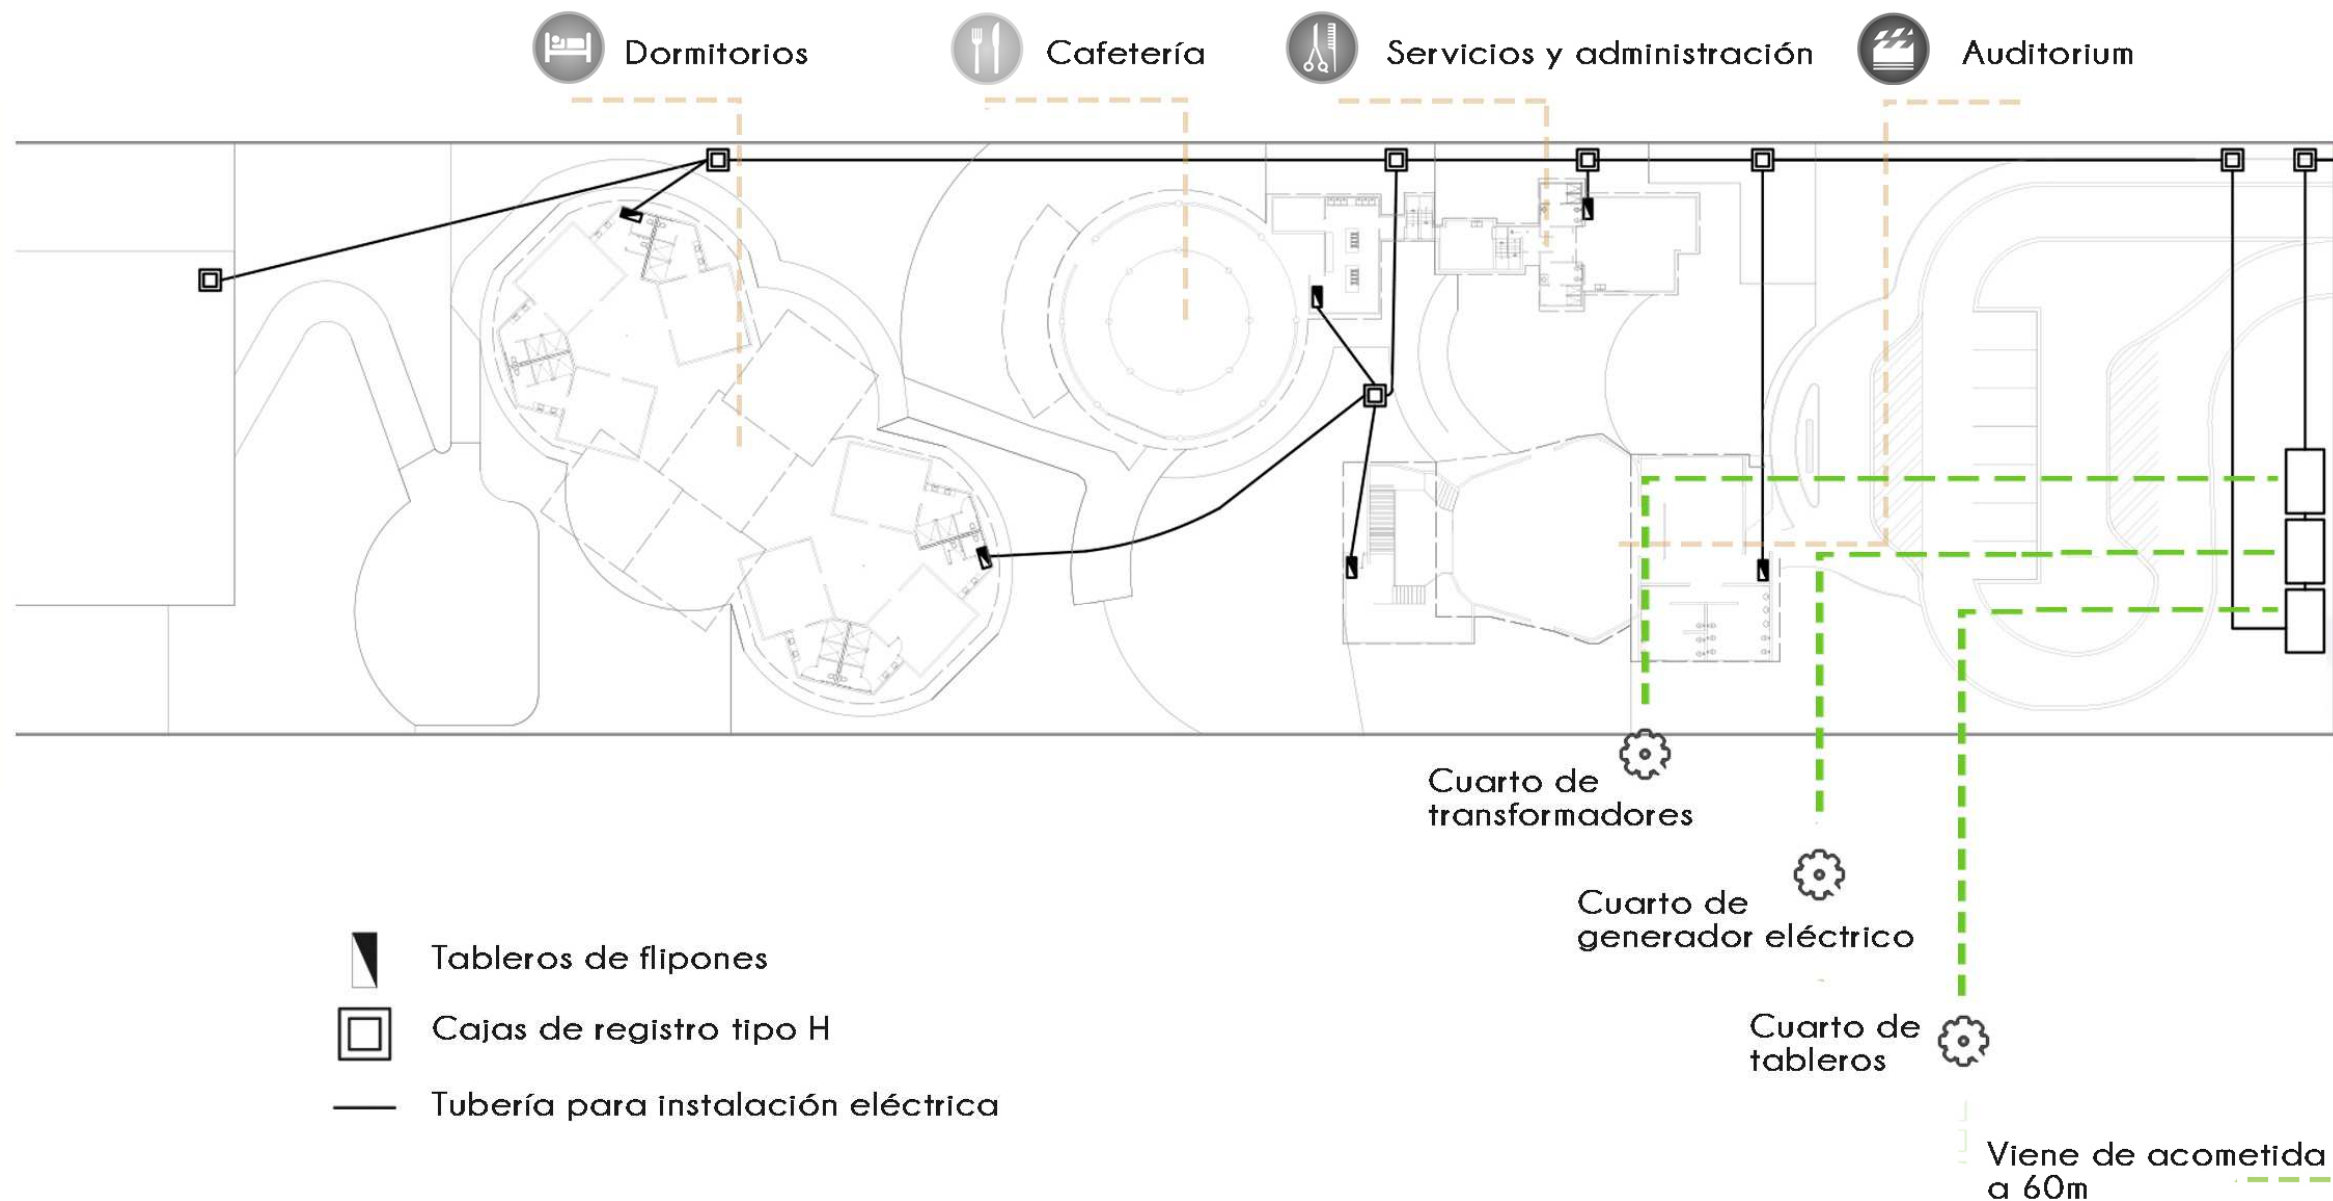 Dormitorios
Cafetería
Servicios y administración
Auditorium
Cuarto de
transformadores
Cuarto de
generador eléctrico
Tableros de flipones
Cajas de registro tipo H
Cuarto de
tableros
Tubería para instalación eléctrica
Viene de acometida
a 60m